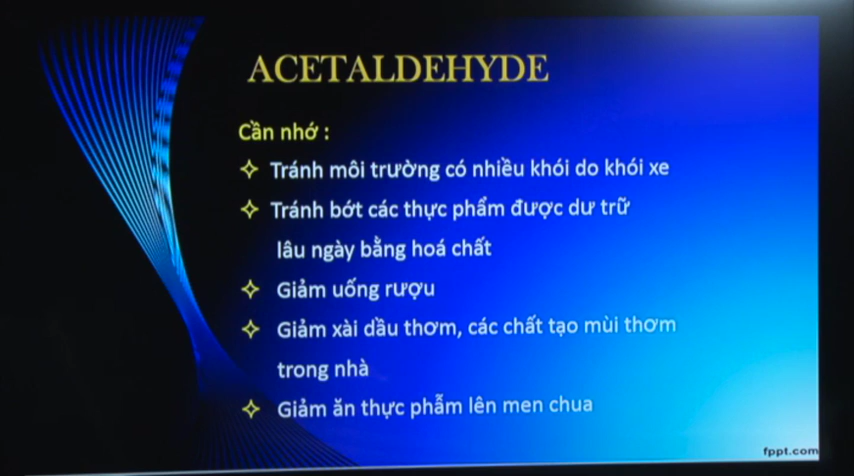 ACETALDEHYDE
Cần nhớ :
Tránh môi trường có nhiều khói do khói xe
Tránh bớt các thực phẩm được dư trữ
lâu ngày bằng hoá chất
Giảm uống rượu
Giảm xài dầu thơm, các chất tạo mùi thơm
trong nhà
Giảm ăn thực phẫm lên men chua
fppt.com